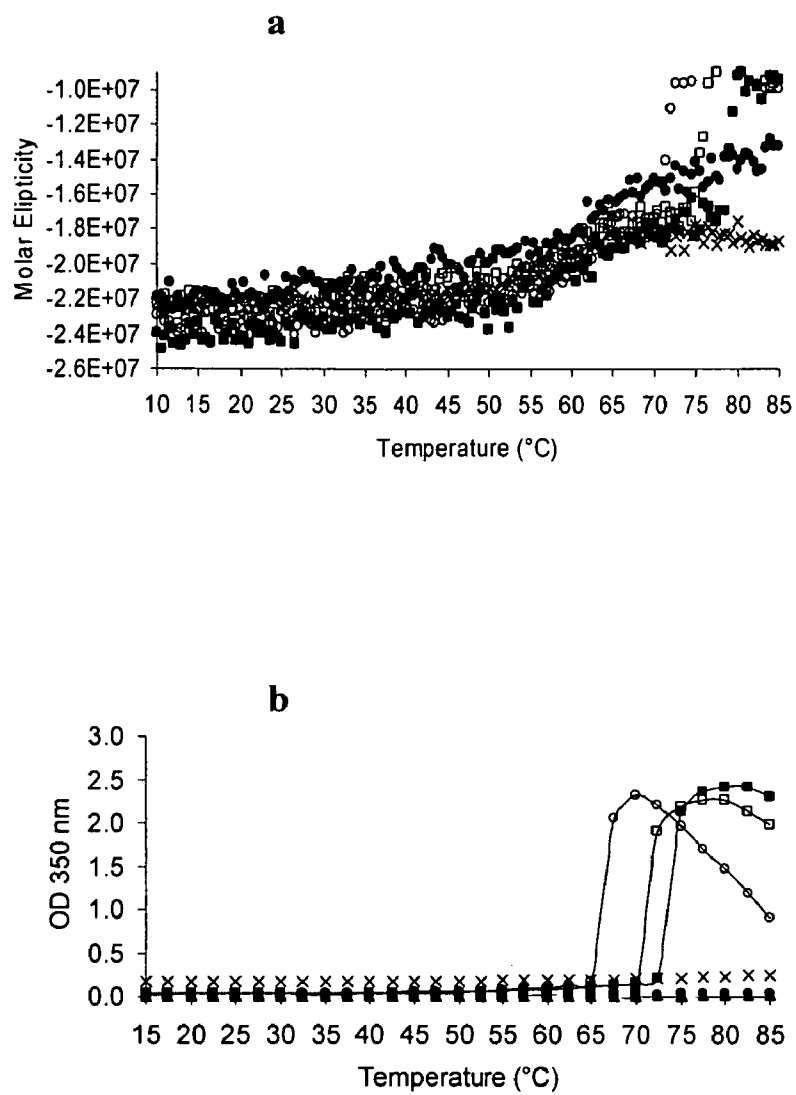 a
-1.0E+07
-1.2E+07
-1.4E+07
-1.6E+07
-1.8E+07
-2.0E+07
-2.2E+07
-2.4E+07
-2.6E+07
Molar Elipticity
10 15 20 25 30 35 40 45 50 55 60 65 70 75 80 85
Temperature (°C)
b
3.0
2.5
2.0
1.5
1.0
0.5
0.0
OD 350 nm
15 20 25 30 35 40 45 50 55 60 65 70 75 80 85
Temperature (°C)